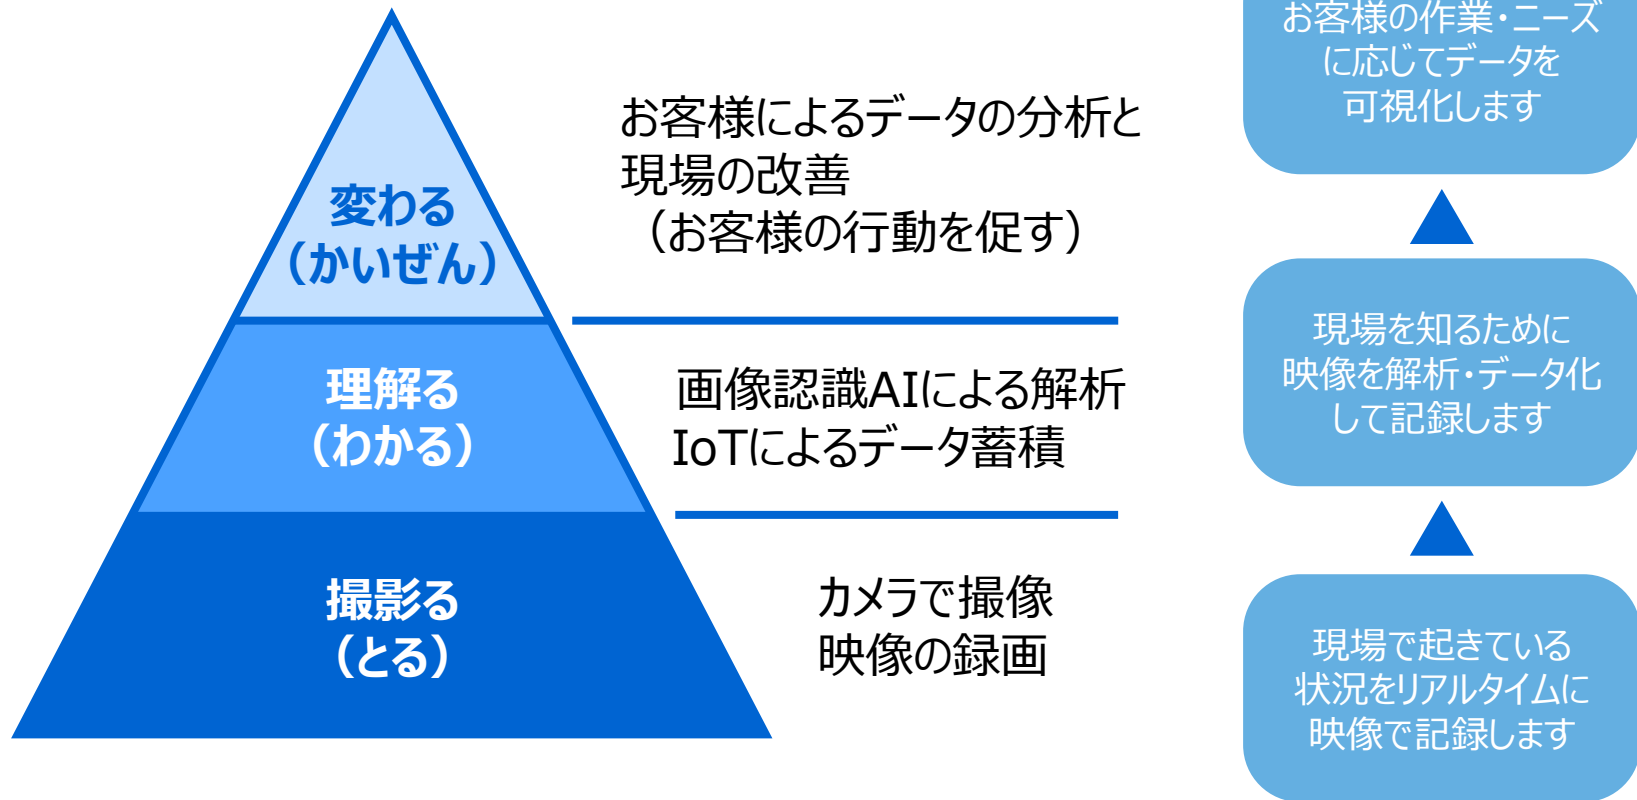 変わる
（かいぜん）
お客様によるデータの分析と
現場の改善
（お客様の行動を促す）
お客様の作業・ニーズ
に応じてデータを
可視化します
理解る
（わかる）
画像認識AIによる解析
IoTによるデータ蓄積
現場を知るために
映像を解析・データ化
して記録します
撮影る
（とる）
カメラで撮像
映像の録画
現場で起きている
状況をリアルタイムに
映像で記録します